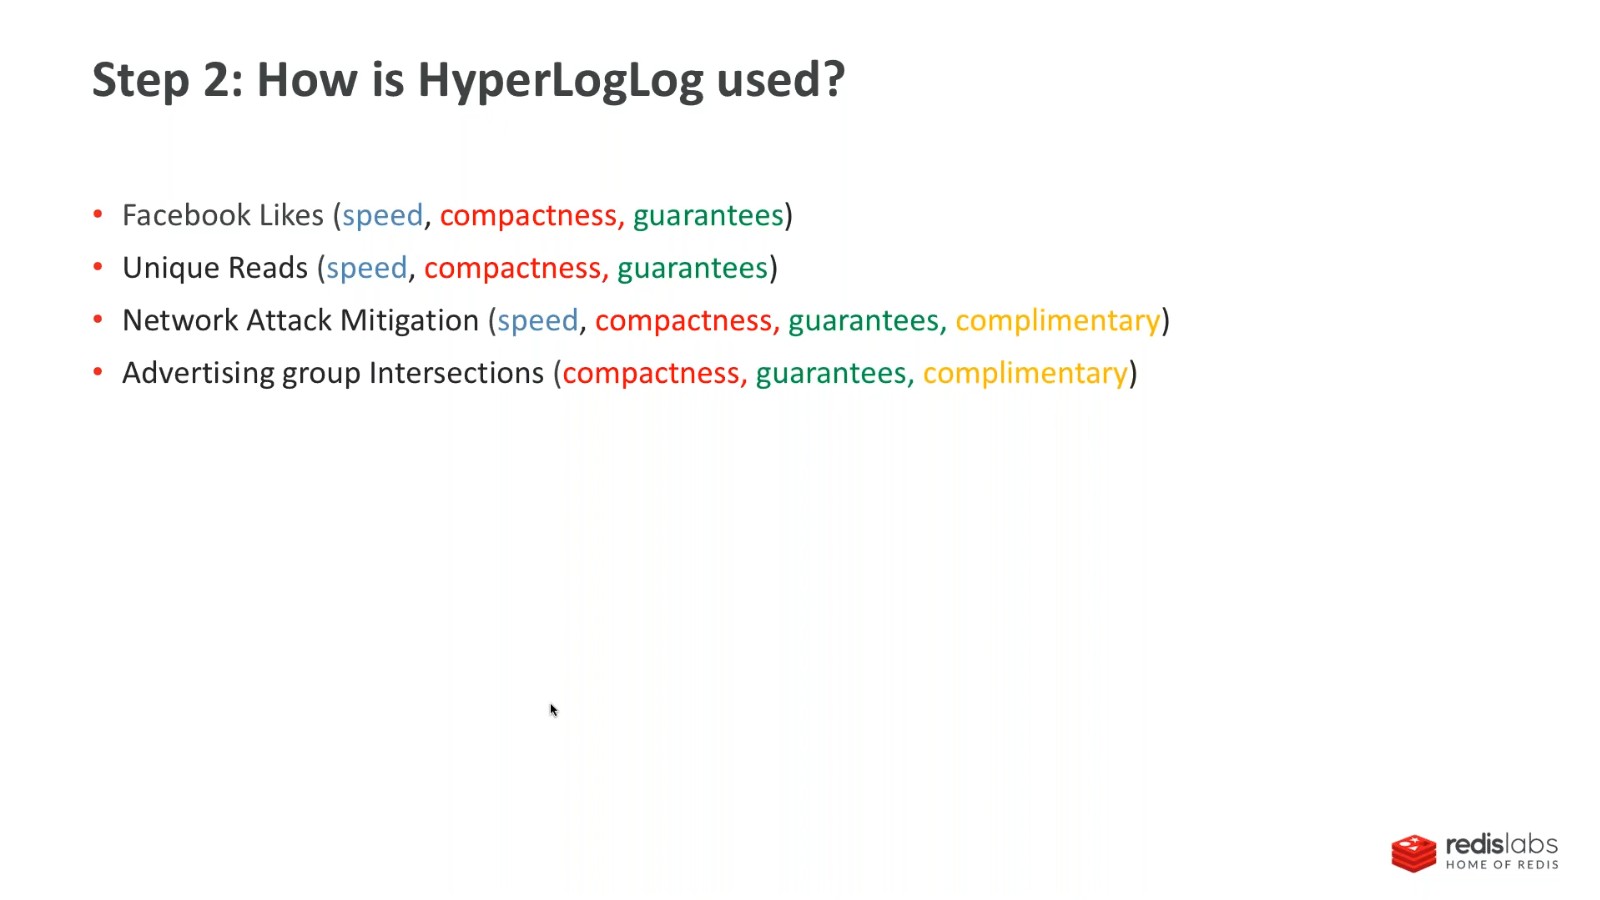 Step 2: How is HyperLogLog used?
• Facebook Likes (speed, compactness, guarantees)
• Unique Reads (speed, compactness, guarantees)
• Network Attack Mitigation (speed, compactness, guarantees, complimentary)
• Advertising group Intersections (compactness, guarantees, complimentary)
redislabs
HOME OF REDIS